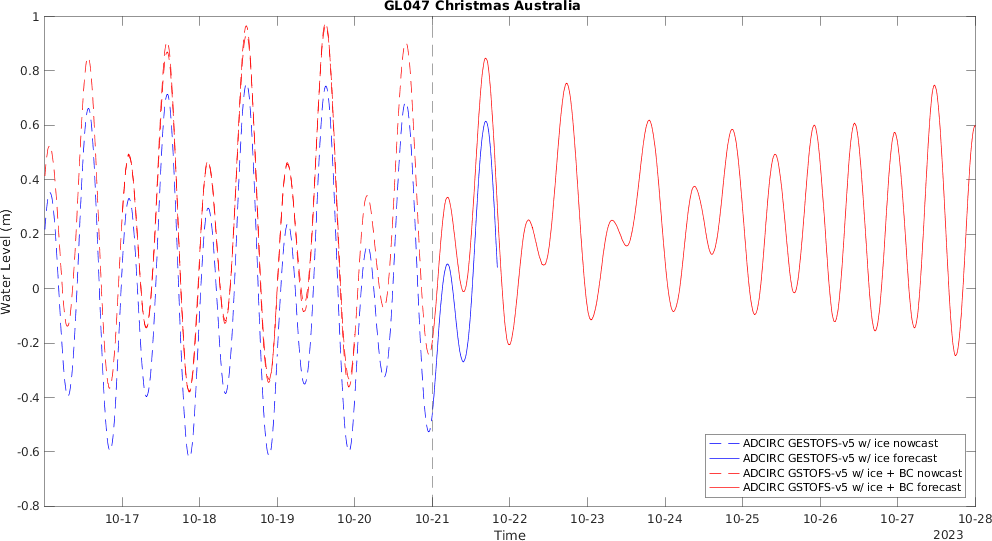 GL047 Christmas Australia
Water Level (m)
1
0.8
0.6
0.4
0.2
0
-0.2
-0.4
-0.6
-0.8
ADCIRC GESTOFS-v5 w/ ice nowcast
ADCIRC GESTOFS-v5 w/ ice forecast
ADCIRC GSTOFS-v5 w/ ice + BC nowcast
ADCIRC GSTOFS-v5 w/ ice + BC forecast
10-17 10-18 10-19 10-20 10-21 10-22 10-23 10-24 10-25 10-26 10-27 10-28
Time
2023